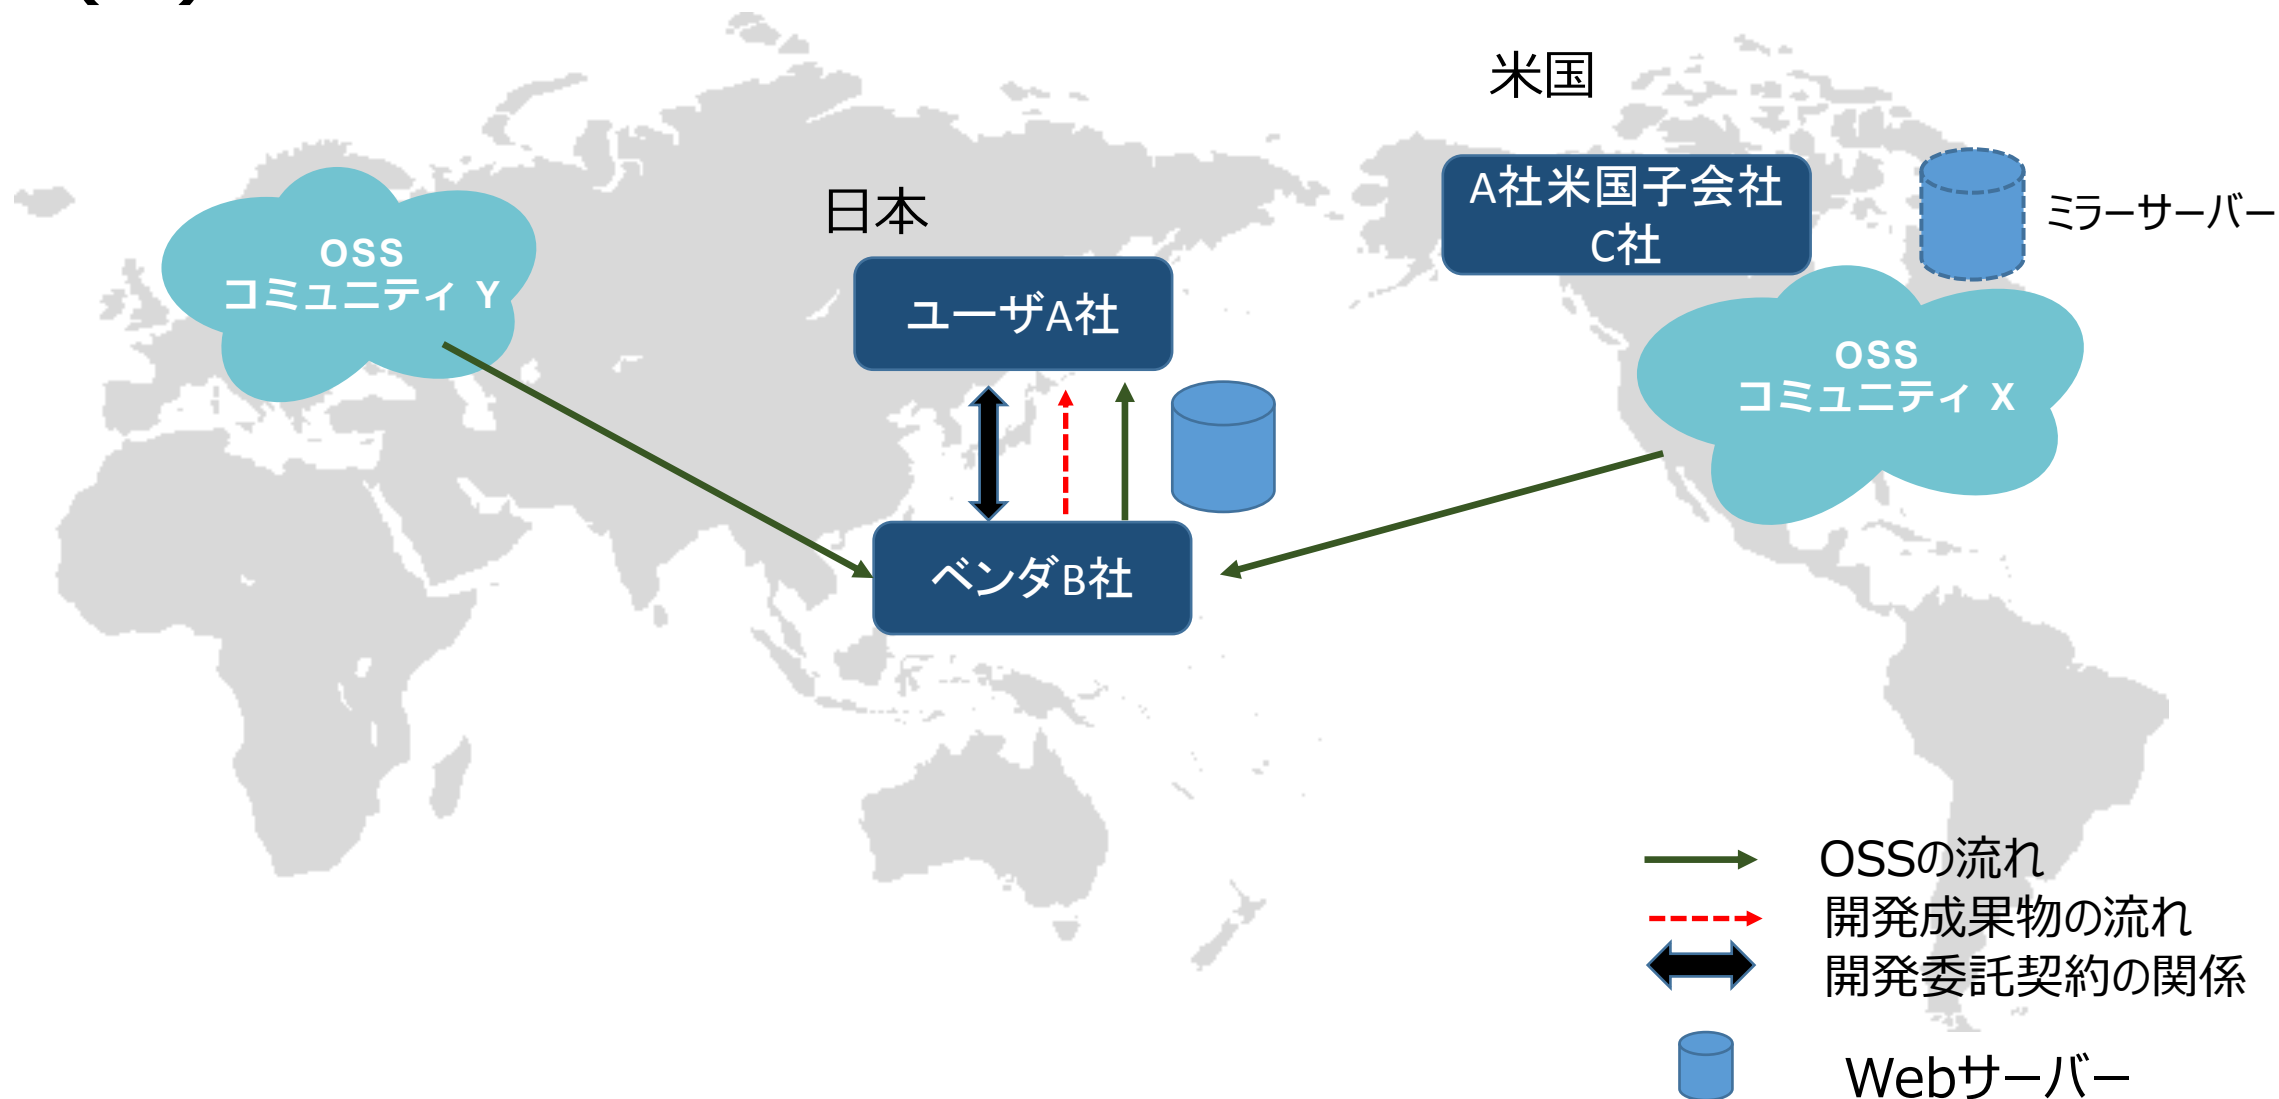 米国
日本
A社米国子会社
C社
ミラーサーバー
OSS
コミュニティ Y
ユーザA社
OSS
コミュニティ X
ベンダB社
OSSの流れ
開発成果物の流れ
開発委託契約の関係
Webサーバー